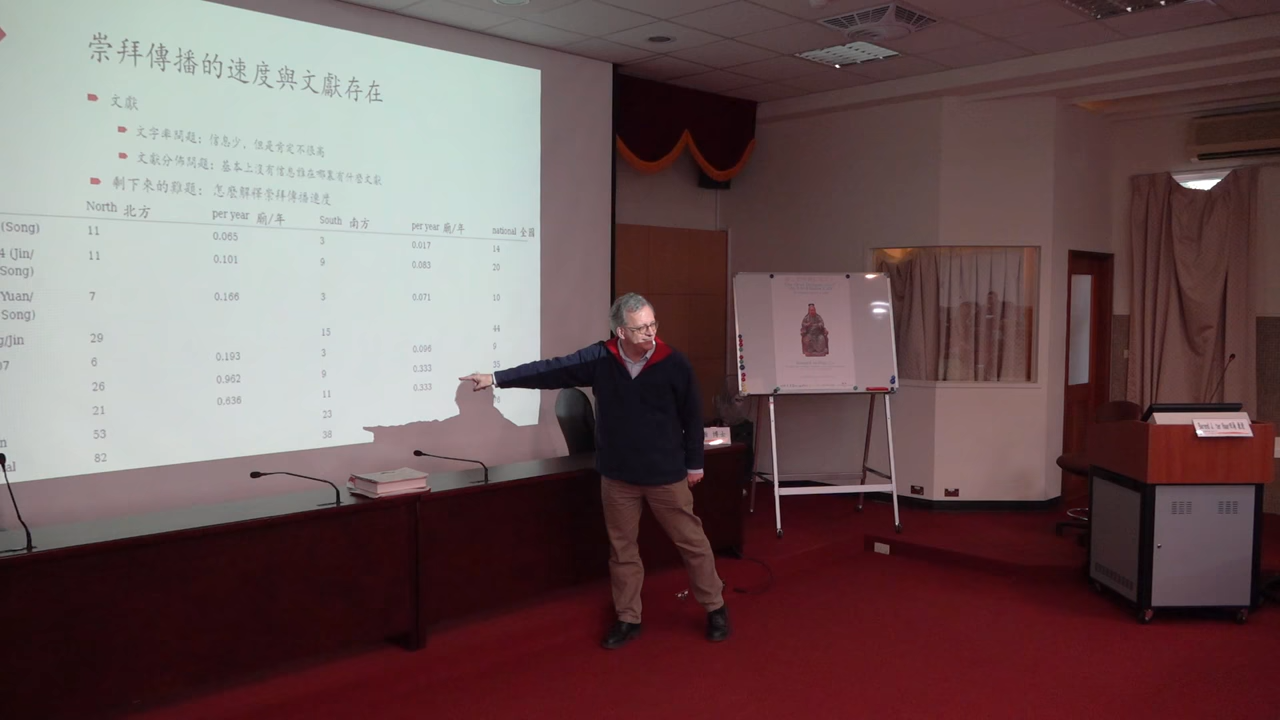 崇拜傳播的速度與文獻存在
文獻
文字率問題：信息少，但是肯定不很高
文獻分佈問題：基本上沒有信息誰在哪裏有什麼文獻
剩下來的難題：怎麼解釋崇拜傳播速度
North 北方 per year 廟/年 South 南方 per year 廟/年 national 全國
(Song) 11 0.065 3 0.017 14
4 (Jin/ 11 0.101 9 0.083 20
Song)
Yuan/ 7 0.166 3 0.071 10
Song)
g/Jin 29 15 44
07 6 0.193 3 0.096 9
26 0.962 9 0.333 35
21 0.636 11 0.333
53 23
82 38